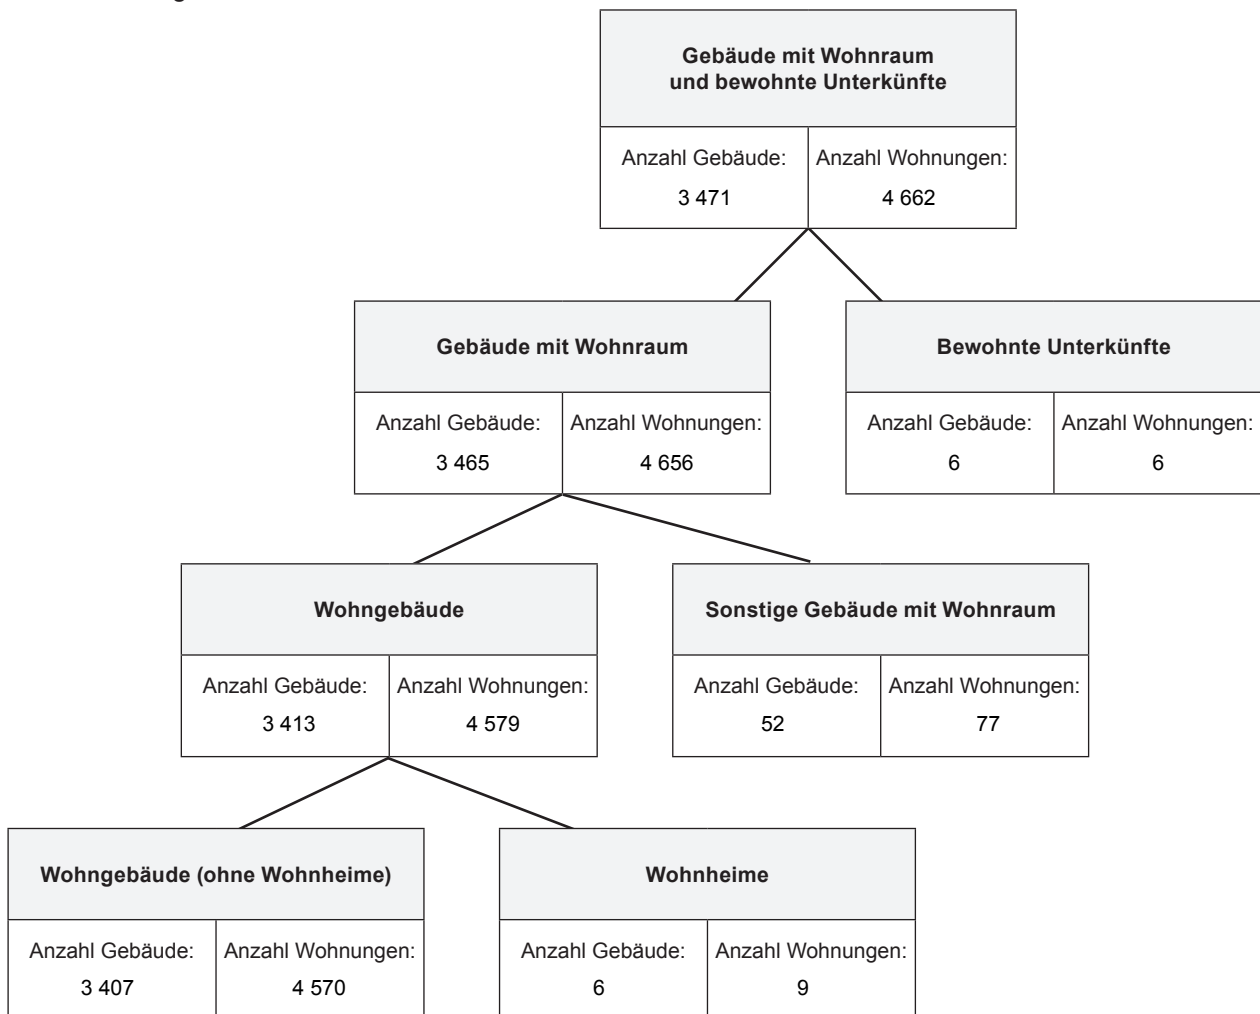 Gebäude mit Wohnraum
und bewohnte Unterkünfte
Anzahl Gebäude: Anzahl Wohnungen:
3 471 4 662
Gebäude mit Wohnraum
Anzahl Gebäude: Anzahl Wohnungen:
3 465 4 656
Bewohnte Unterkünfte
Anzahl Gebäude: Anzahl Wohnungen:
6 6
Wohngebäude
Anzahl Gebäude: Anzahl Wohnungen:
3 413 4 579
Sonstige Gebäude mit Wohnraum
Anzahl Gebäude: Anzahl Wohnungen:
52 77
Wohngebäude (ohne Wohnheime)
Anzahl Gebäude: Anzahl Wohnungen:
3 407 4 570
Wohnheime
Anzahl Gebäude: Anzahl Wohnungen:
6 9